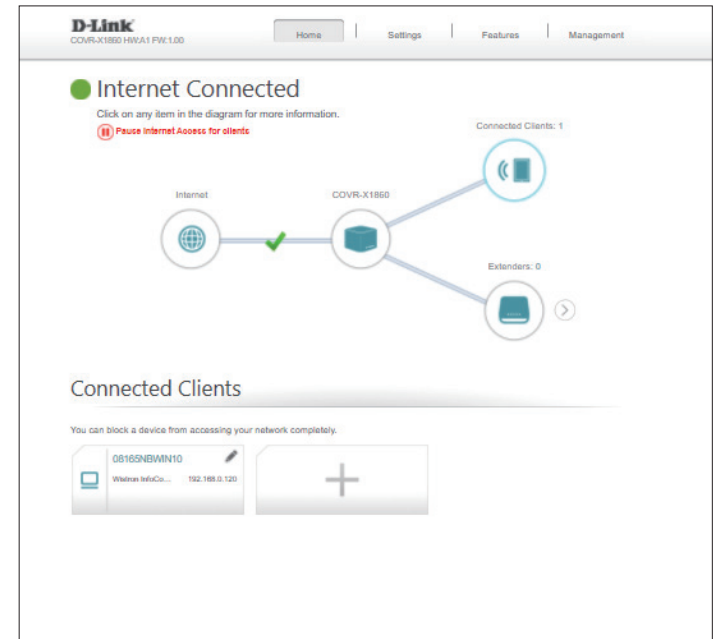 D-Link
COVR-X1860 HW:A1 FW:1.00
Home
Settings
Features
Management
Internet Connected
Click on any item in the diagram for more information.
Pause Internet Access for clients
Connected Clients: 1
Internet
COVR-X1860
Extenders: 0
Connected Clients
You can block a device from accessing your network completely.
08165NBWIN10
Wistron InfoCo... 192.168.0.120